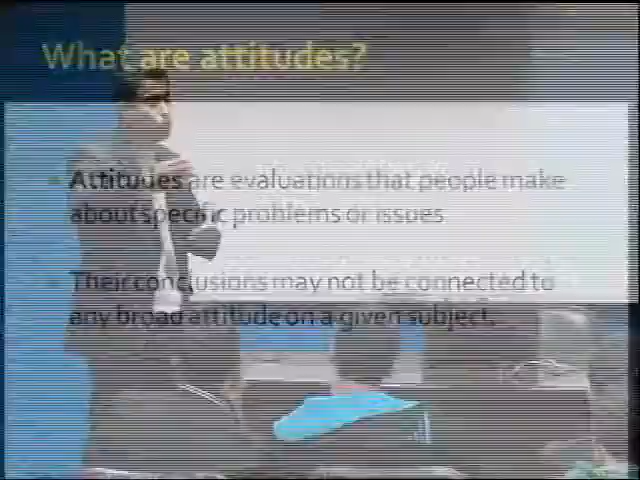 What are attitudes?
Attitudes are evaluations that people make
about specific problems or issues
Their conclusions may not be connected to
any broad attitude on a given subject.